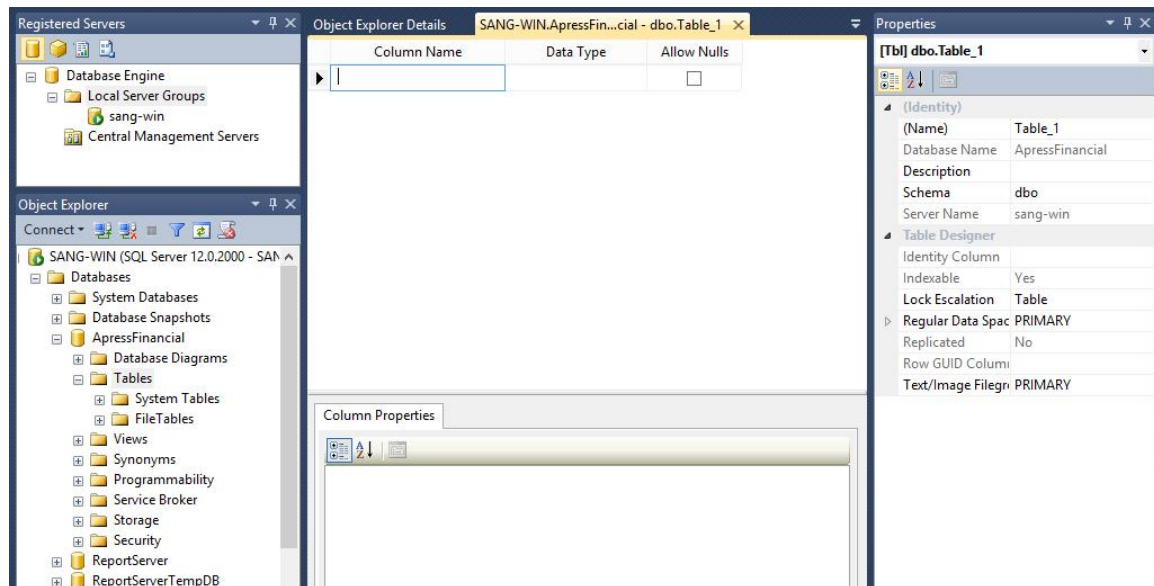 Registered Servers
Database Engine
Local Server Groups
sang-win
Central Management Servers
Object Explorer
Connect
SANG-WIN (SQL Server 12.0.2000 - SAN
Databases
System Databases
Database Snapshots
ApressFinancial
Database Diagrams
Tables
System Tables
FileTables
Views
Synonyms
Programmability
Service Broker
Storage
Security
ReportServer
ReportServerTempDB
Object Explorer Details
SANG-WIN.ApressFin...cial - dbo.Table_1
Column Name Data Type Allow Nulls
Column Properties
Properties
[Tbl] dbo.Table_1
(Identity)
(Name) Table_1
Database Name ApressFinancial
Description
Schema dbo
Server Name sang-win
Table Designer
Identity Column
Indexable Yes
Lock Escalation Table
Regular Data Spac PRIMARY
Replicated No
Row GUID Colum
Text/Image Filegr PRIMARY